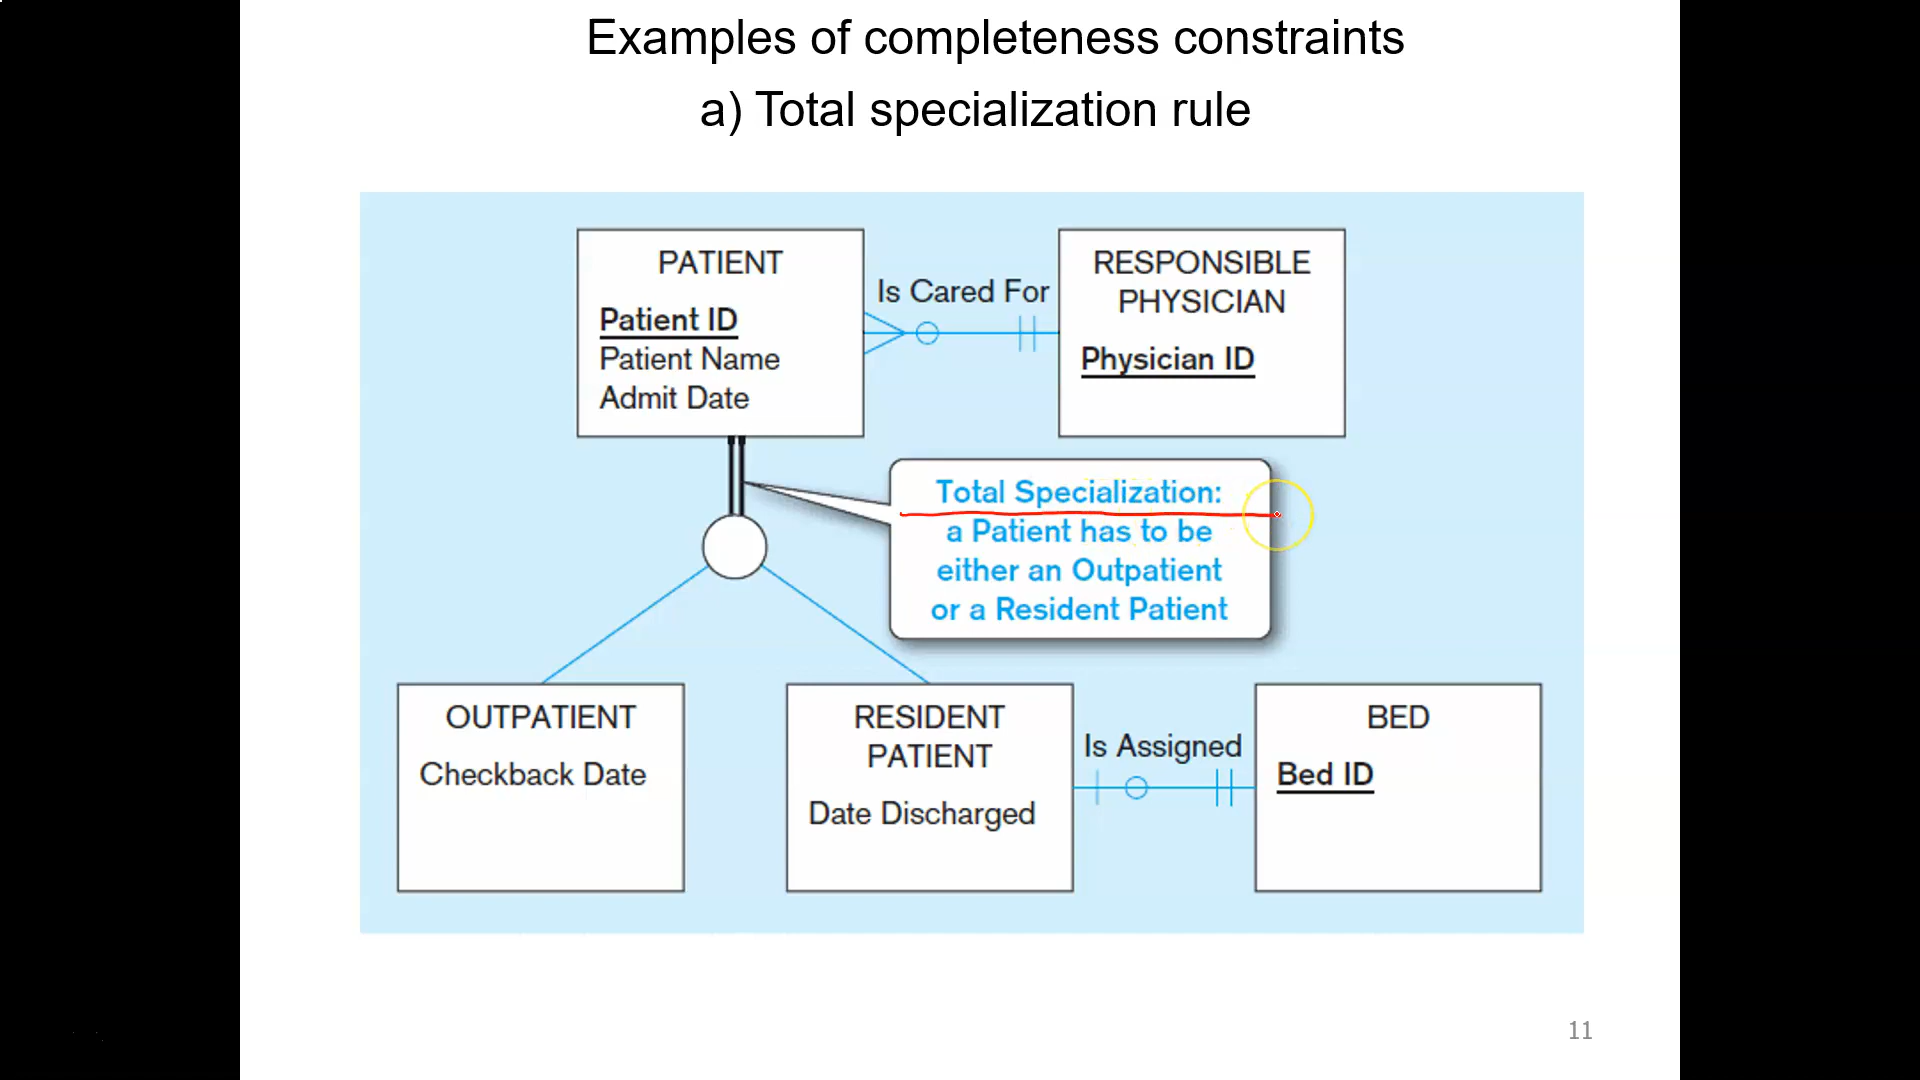 Examples of completeness constraints
a) Total specialization rule
PATIENT
Patient ID
Patient Name
Admit Date
Is Cared For
RESPONSIBLE
PHYSICIAN
Physician ID
Total Specialization:
a Patient has to be
either an Outpatient
or a Resident Patient
OUTPATIENT
Checkback Date
RESIDENT
PATIENT
Date Discharged
Is Assigned
BED
Bed ID
11